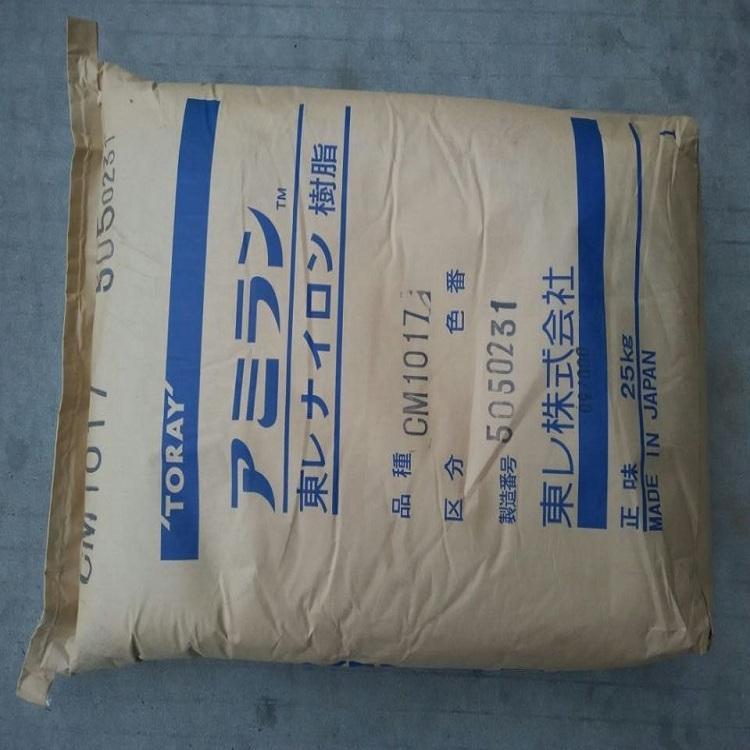 CM1017 5050231
TORAY
アミラン™
東レナイロン樹脂
品種 CM1017
区分 色番
製造番号 5050231
東レ株式会社
正味 25kg
MADE IN JAPAN